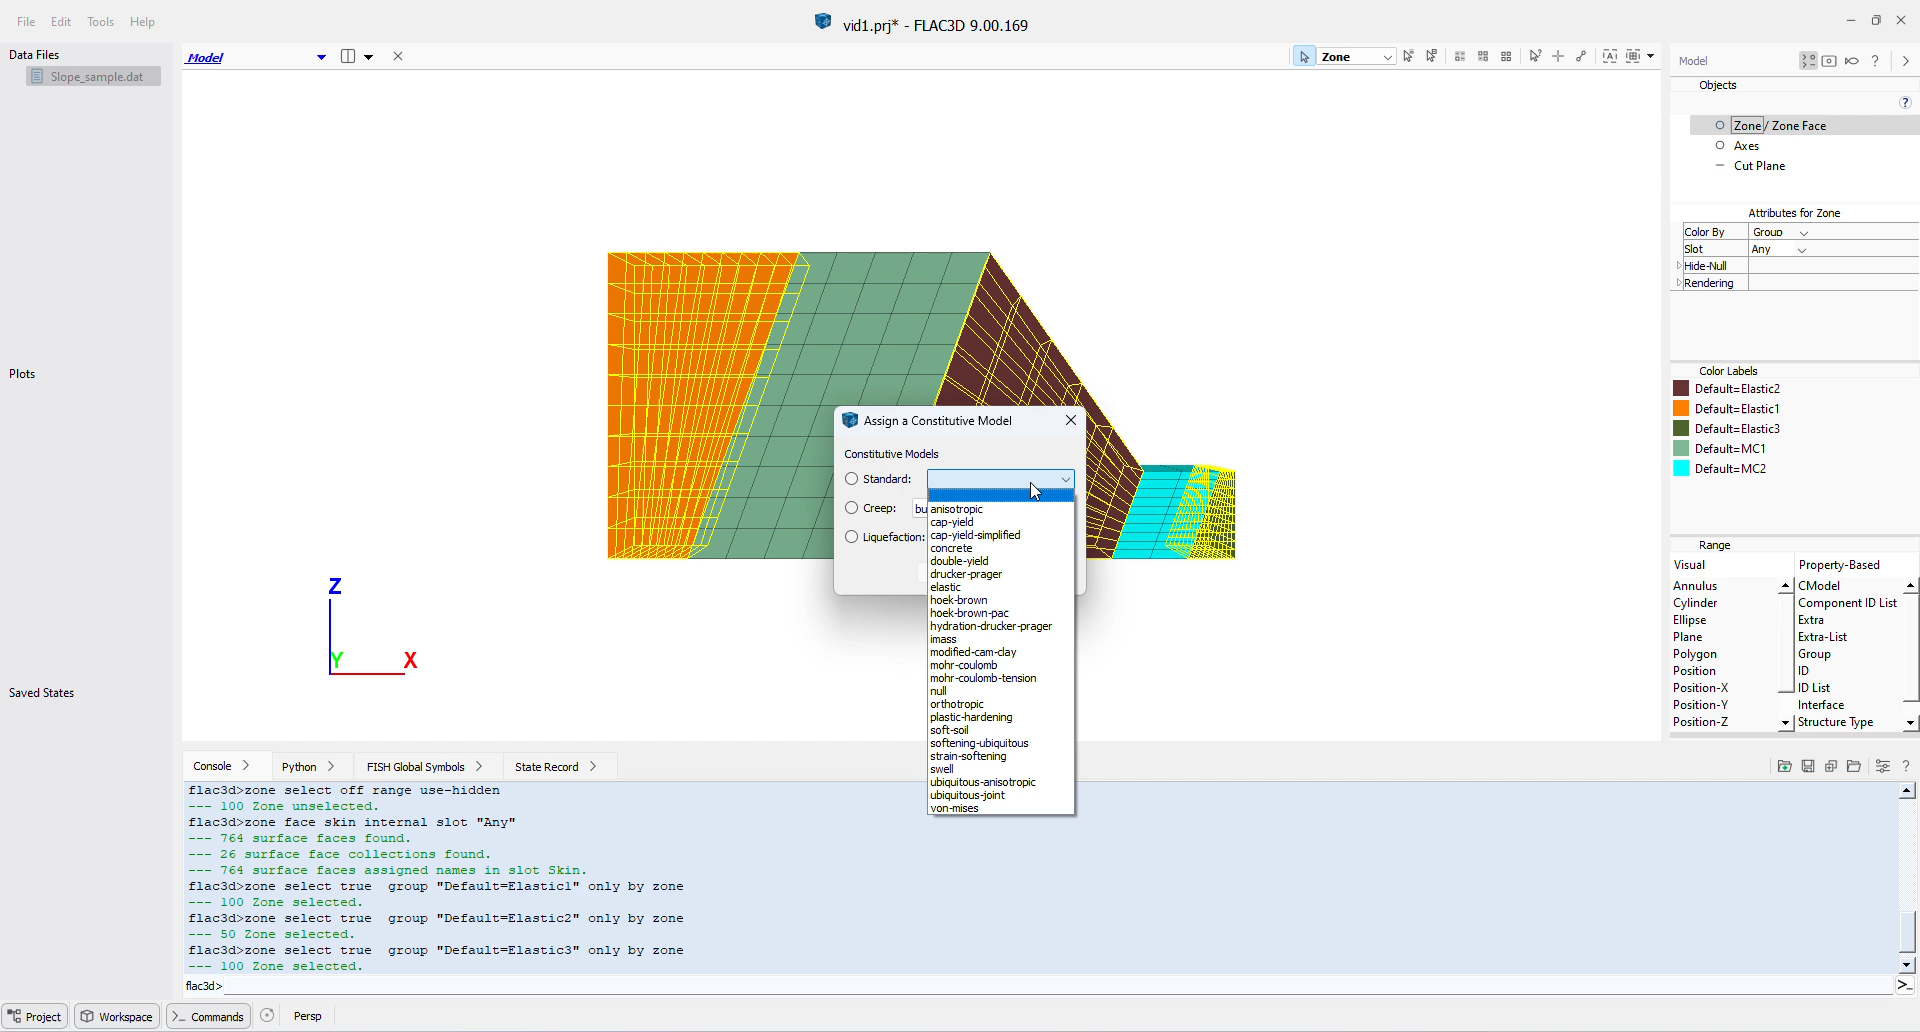 File Edit Tools Help
vid1.prj* - FLAC3D 9.00.169
Data Files
Slope_sample.dat
Plots
Saved States
Model
Zone
Z
Y X
Assign a Constitutive Model
Constitutive Models
Standard:
Creep: bu
Liquefaction:
anisotropic
cap-yield
cap-yield-simplified
concrete
double-yield
drucker-prager
elastic
hoek-brown
hoek-brown-pac
hydration-drucker-prager
imass
modified-cam-clay
mohr-coulomb
mohr-coulomb-tension
null
orthotropic
plastic-hardening
soft-soil
softening-ubiquitous
strain-softening
swell
ubiquitous-anisotropic
ubiquitous-joint
von-mises
Model
Objects
Zone / Zone Face
Axes
Cut Plane
Attributes for Zone
Color By Group
Slot Any
Hide-Null
Rendering
Color Labels
Default=Elastic2
Default=Elastic1
Default=Elastic3
Default=MC1
Default=MC2
Range
Visual Property-Based
Annulus CModel
Cylinder Component ID List
Ellipse Extra
Plane Extra-List
Polygon Group
Position ID
Position-X ID List
Position-Y Interface
Position-Z Structure Type
Console Python FISH Global Symbols State Record
flac3d>zone select off range use-hidden
--- 100 Zone unselected.
flac3d>zone face skin internal slot "Any"
--- 764 surface faces found.
--- 26 surface face collections found.
--- 764 surface faces assigned names in slot Skin.
flac3d>zone select true  group "Default=Elastic1" only by zone
--- 100 Zone selected.
flac3d>zone select true  group "Default=Elastic2" only by zone
--- 50 Zone selected.
flac3d>zone select true  group "Default=Elastic3" only by zone
--- 100 Zone selected.
flac3d>
Project Workspace Commands Persp